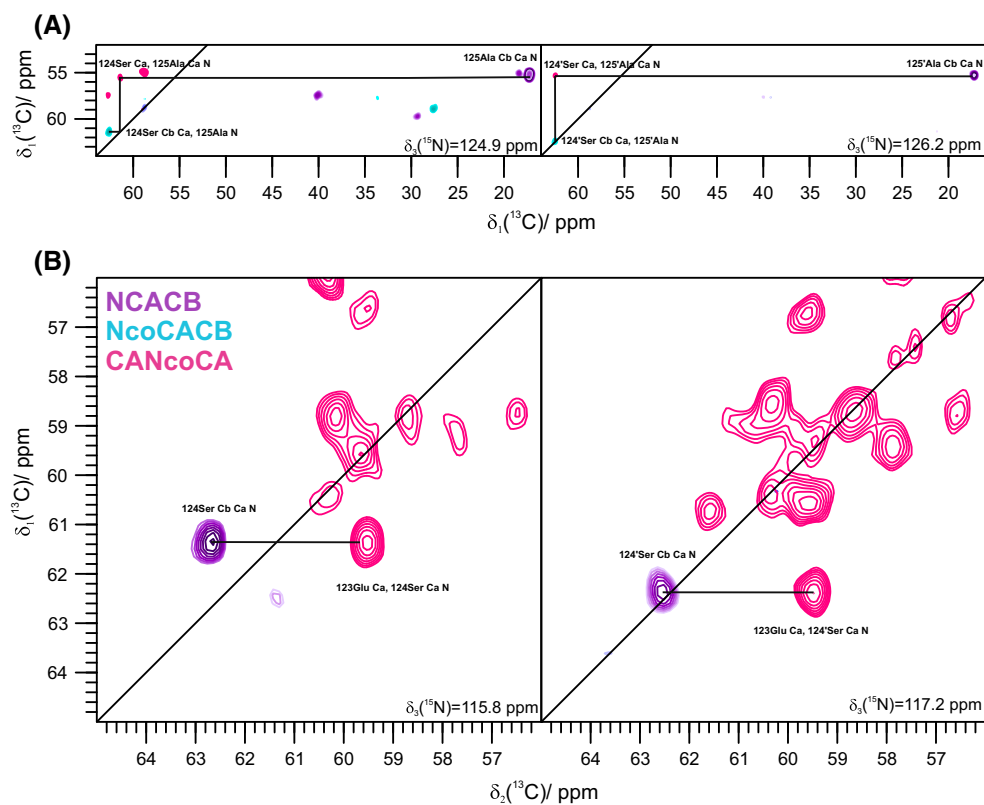 (A)
124Ser Ca, 125Ala Ca N
125Ala Cb Ca N
124Ser Cb Ca, 125Ala N
δ3(15N)=124.9 ppm
124'Ser Ca, 125'Ala Ca N
125'Ala Cb Ca N
124'Ser Cb Ca, 125'Ala N
δ3(15N)=126.2 ppm
δ1(13C)/ ppm
55
60
60 55 50 45 40 35 30 25 20
60 55 50 45 40 35 30 25 20
δ1(13C)/ ppm
(B)
NCACB
NcoCACB
CANcoCA
124Ser Cb Ca N
123Glu Ca, 124Ser Ca N
δ3(15N)=115.8 ppm
124'Ser Cb Ca N
123Glu Ca, 124'Ser Ca N
δ3(15N)=117.2 ppm
δ1(13C)/ ppm
57
58
59
60
61
62
63
64
64 63 62 61 60 59 58 57
64 63 62 61 60 59 58 57
δ2(13C)/ ppm